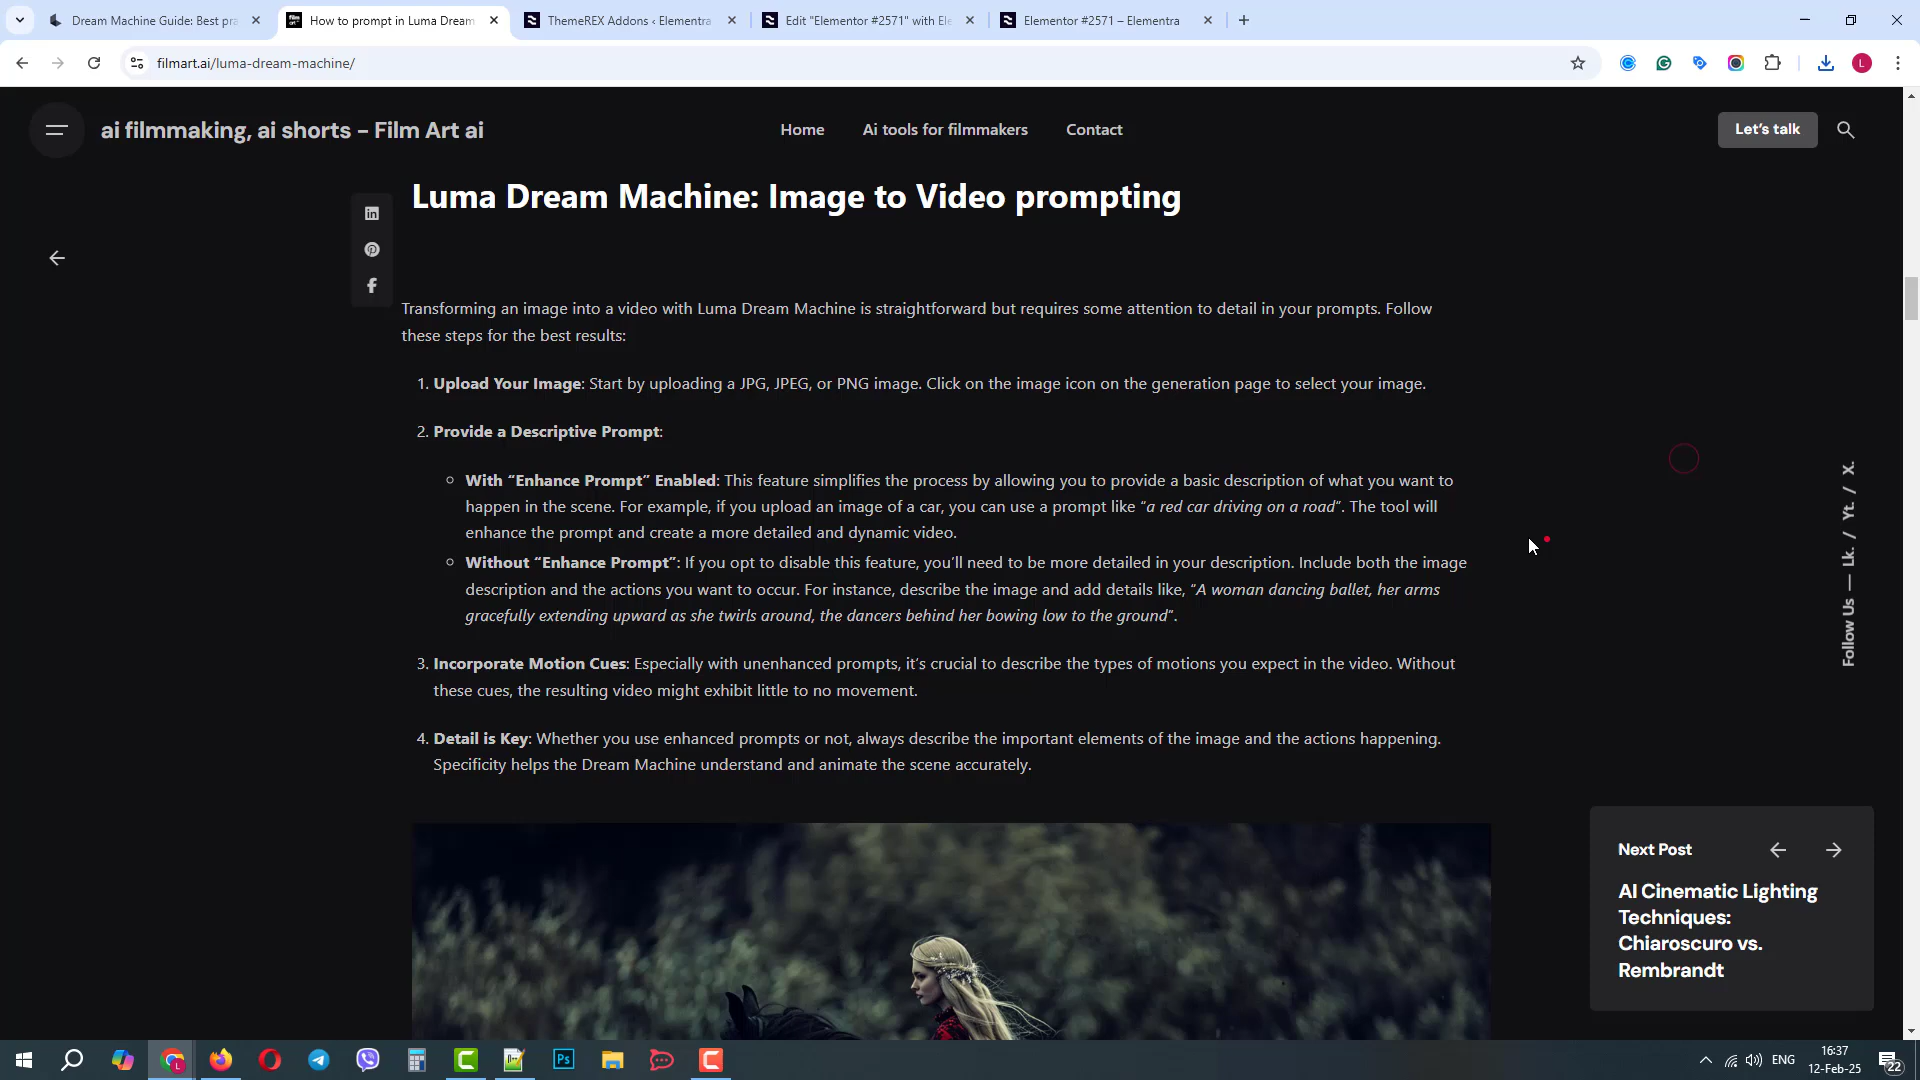 Dream Machine Guide: Best pra
How to prompt in Luma Dream
ThemeREX Addons ‹ Elementra
Edit "Elementor #2571" with Ele
Elementor #2571 – Elementra
filmart.ai/luma-dream-machine/
L
ai filmmaking, ai shorts - Film Art ai
Home
Ai tools for filmmakers
Contact
Let's talk
Luma Dream Machine: Image to Video prompting
Transforming an image into a video with Luma Dream Machine is straightforward but requires some attention to detail in your prompts. Follow
these steps for the best results:
1. Upload Your Image: Start by uploading a JPG, JPEG, or PNG image. Click on the image icon on the generation page to select your image.
2. Provide a Descriptive Prompt:
With “Enhance Prompt” Enabled: This feature simplifies the process by allowing you to provide a basic description of what you want to
happen in the scene. For example, if you upload an image of a car, you can use a prompt like “a red car driving on a road”. The tool will
enhance the prompt and create a more detailed and dynamic video.
Without “Enhance Prompt”: If you opt to disable this feature, you’ll need to be more detailed in your description. Include both the image
description and the actions you want to occur. For instance, describe the image and add details like, “A woman dancing ballet, her arms
gracefully extending upward as she twirls around, the dancers behind her bowing low to the ground”.
3. Incorporate Motion Cues: Especially with unenhanced prompts, it’s crucial to describe the types of motions you expect in the video. Without
these cues, the resulting video might exhibit little to no movement.
4. Detail is Key: Whether you use enhanced prompts or not, always describe the important elements of the image and the actions happening.
Specificity helps the Dream Machine understand and animate the scene accurately.
Follow Us — Lk. / Yt. / X.
Next Post
AI Cinematic Lighting
Techniques:
Chiaroscuro vs.
Rembrandt
ENG
16:37
12-Feb-25
22